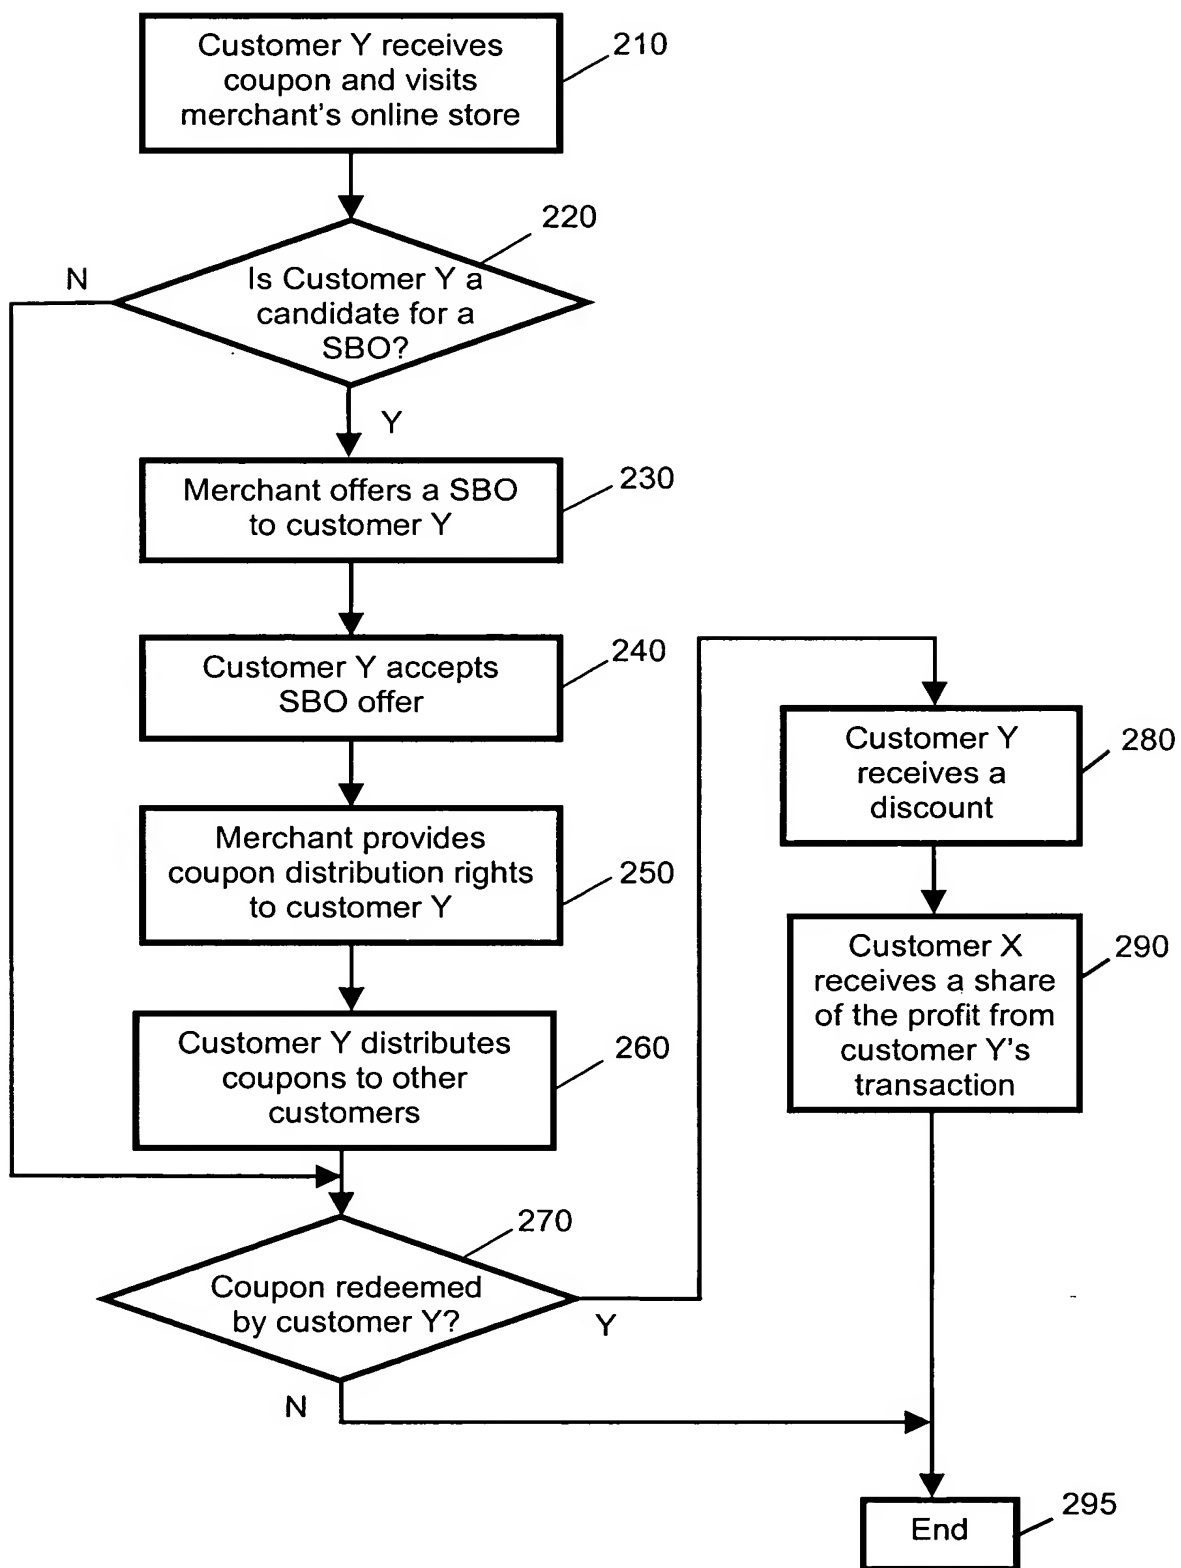 Customer Y receives
coupon and visits
merchant's online store
210
220
N
Is Customer Y a
candidate for a
SBO?
Y
Merchant offers a SBO
to customer Y
230
Customer Y accepts
SBO offer
240
Merchant provides
coupon distribution rights
to customer Y
250
Customer Y distributes
coupons to other
customers
260
270
Coupon redeemed
by customer Y?
Y
N
Customer Y
receives a
discount
280
Customer X
receives a share
of the profit from
customer Y's
transaction
290
End
295